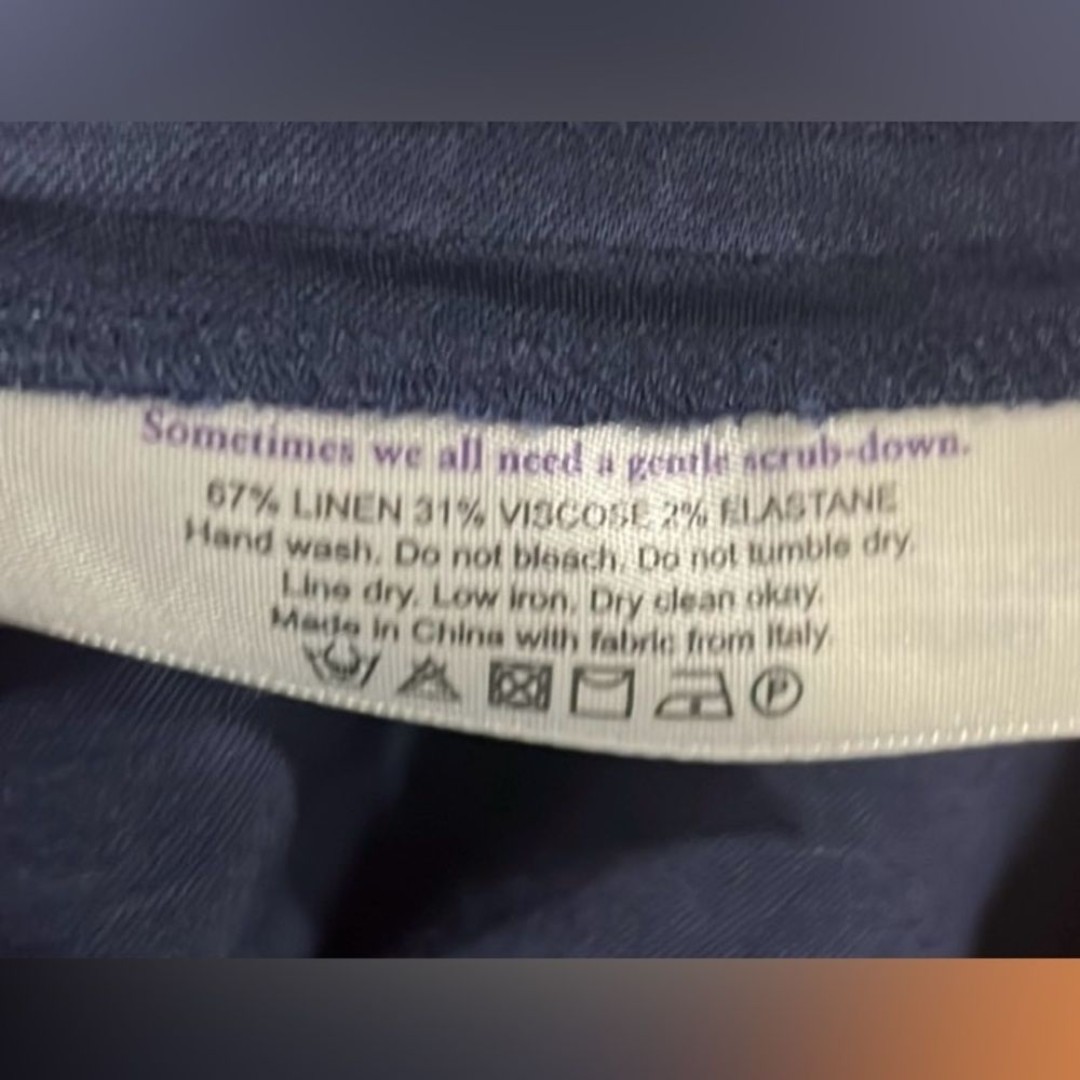 Sometimes we all need a gentle scrub-down.
67% LINEN 31% VISCOSE 2% ELASTANE
Hand wash. Do not bleach. Do not tumble dry.
Line dry. Low iron. Dry clean okay.
Made in China with fabric from Italy.
P